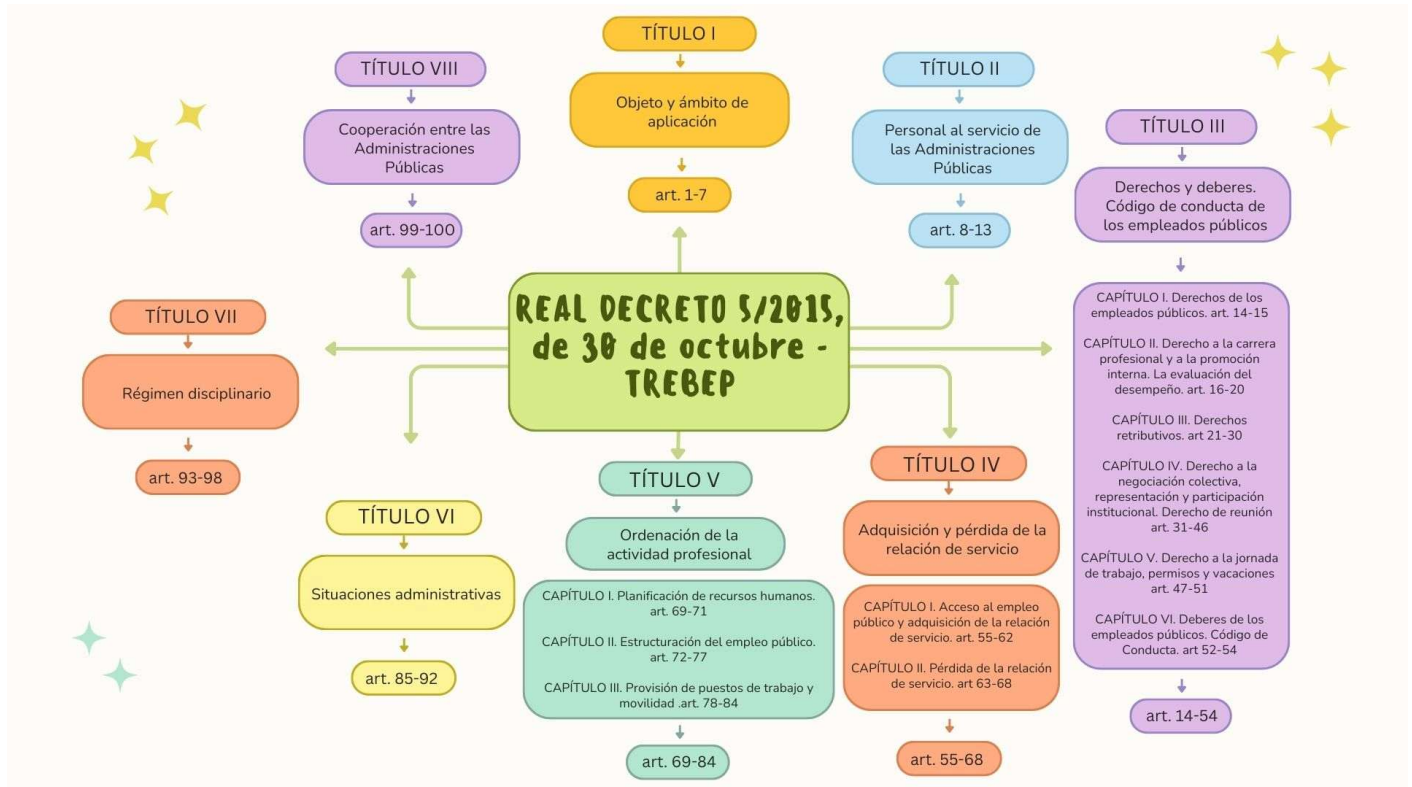 REAL DECRETO 5/2015,
de 30 de octubre -
TREBEP
TÍTULO I
Objeto y ámbito de
aplicación
art. 1-7
TÍTULO II
Personal al servicio de
las Administraciones
Públicas
art. 8-13
TÍTULO III
Derechos y deberes.
Código de conducta de
los empleados públicos
CAPÍTULO I. Derechos de los
empleados públicos. art. 14-15
CAPÍTULO II. Derecho a la carrera
profesional y a la promoción
interna. La evaluación del
desempeño. art. 16-20
CAPÍTULO III. Derechos
retributivos. art 21-30
CAPÍTULO IV. Derecho a la
negociación colectiva,
representación y participación
institucional. Derecho de reunión
art. 31-46
CAPÍTULO V. Derecho a la jornada
de trabajo, permisos y vacaciones
art. 47-51
CAPÍTULO VI. Deberes de los
empleados públicos. Código de
Conducta. art 52-54
art. 14-54
TÍTULO IV
Adquisición y pérdida de la
relación de servicio
CAPÍTULO I. Acceso al empleo
público y adquisición de la relación
de servicio. art. 55-62
CAPÍTULO II. Pérdida de la relación
de servicio. art 63-68
art. 55-68
TÍTULO V
Ordenación de la
actividad profesional
CAPÍTULO I. Planificación de recursos humanos.
art. 69-71
CAPÍTULO II. Estructuración del empleo público.
art. 72-77
CAPÍTULO III. Provisión de puestos de trabajo y
movilidad .art. 78-84
art. 69-84
TÍTULO VI
Situaciones administrativas
art. 85-92
TÍTULO VII
Régimen disciplinario
art. 93-98
TÍTULO VIII
Cooperación entre las
Administraciones
Públicas
art. 99-100